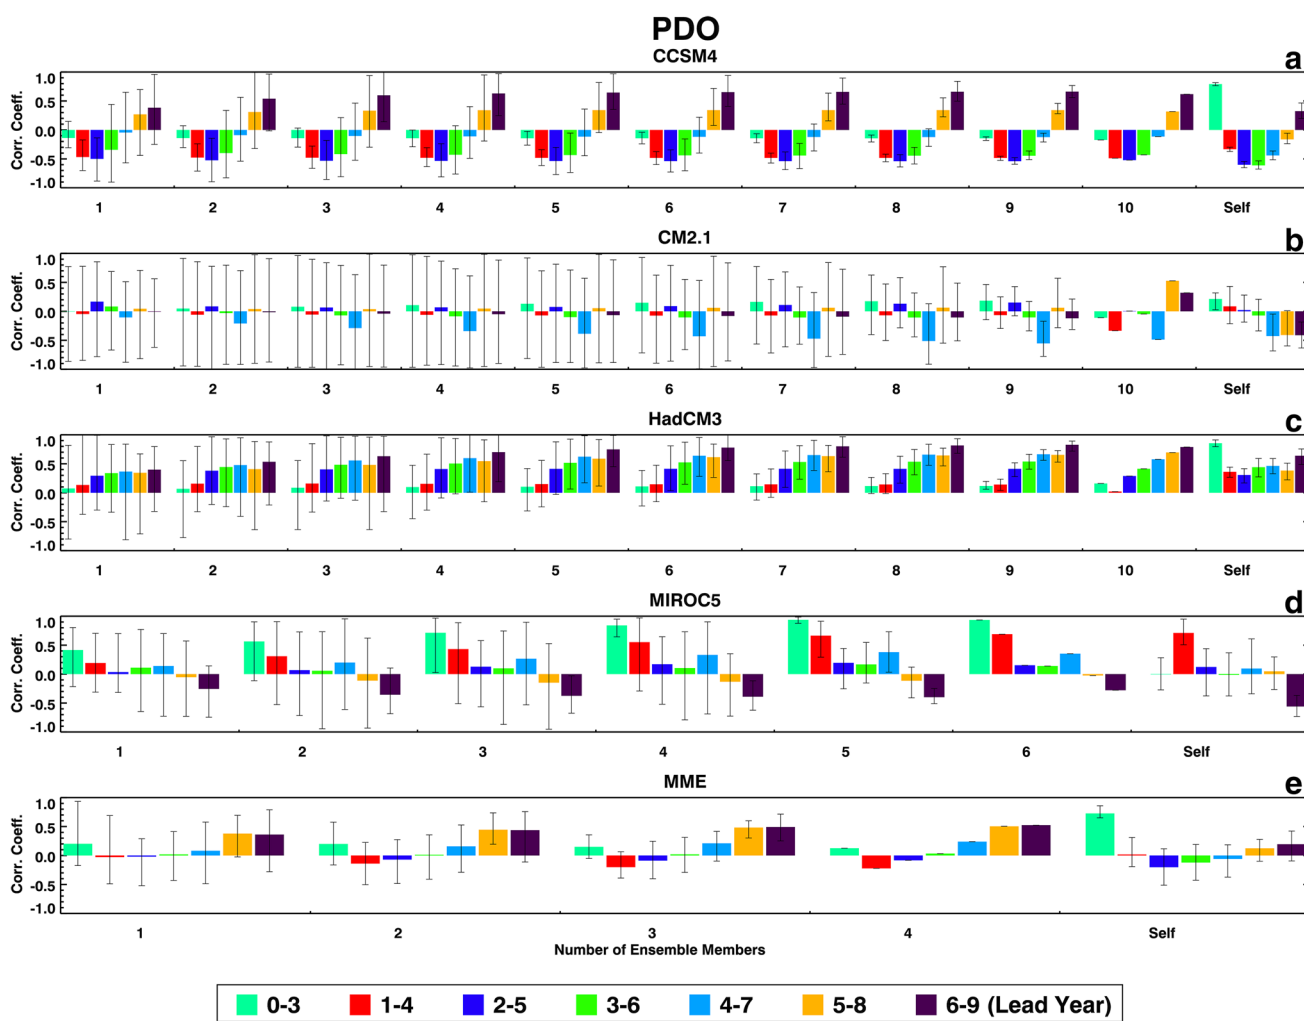 PDO
CCSM4
a
Corr. Coeff.
1.0
0.5
0.0
-0.5
-1.0
1 2 3 4 5 6 7 8 9 10 Self
CM2.1
b
Corr. Coeff.
1.0
0.5
0.0
-0.5
-1.0
1 2 3 4 5 6 7 8 9 10 Self
HadCM3
c
Corr. Coeff.
1.0
0.5
0.0
-0.5
-1.0
1 2 3 4 5 6 7 8 9 10 Self
MIROC5
d
Corr. Coeff.
1.0
0.5
0.0
-0.5
-1.0
1 2 3 4 5 6 Self
MME
e
Corr. Coeff.
1.0
0.5
0.0
-0.5
-1.0
1 2 3 4 Self
Number of Ensemble Members
0-3 1-4 2-5 3-6 4-7 5-8 6-9 (Lead Year)